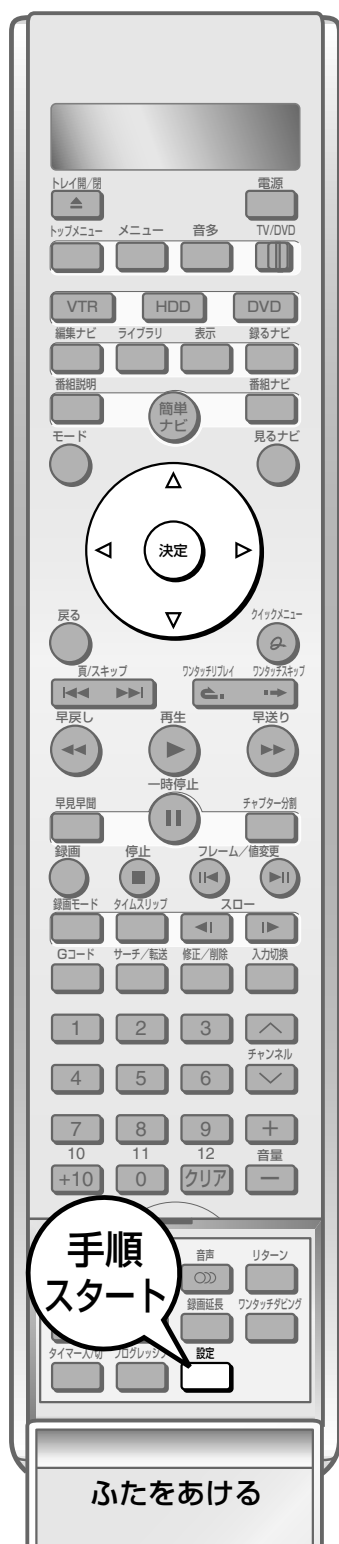 トレイ開/閉 電源
トップメニュー メニュー 音多 TV/DVD
VTR HDD DVD
編集ナビ ライブラリ 表示 録るナビ
番組説明 番組ナビ
簡単
ナビ
モード 見るナビ
決定
戻る クイックメニュー
頁/スキップ ワンタッチリプレイ ワンタッチスキップ
早戻し 再生 早送り
一時停止
早見早聞 チャプター分割
録画 停止 フレーム/値変更
録画モード タイムスリップ スロー
Gコード サーチ/転送 修正/削除 入力切換
1 2 3
チャンネル
4 5 6
7 8 9 +
10 11 12 音量
+10 0 クリア −
手順
スタート
音声 リターン
録画延長 ワンタッチダビング
タイマー入/切 設定
ふたをあける